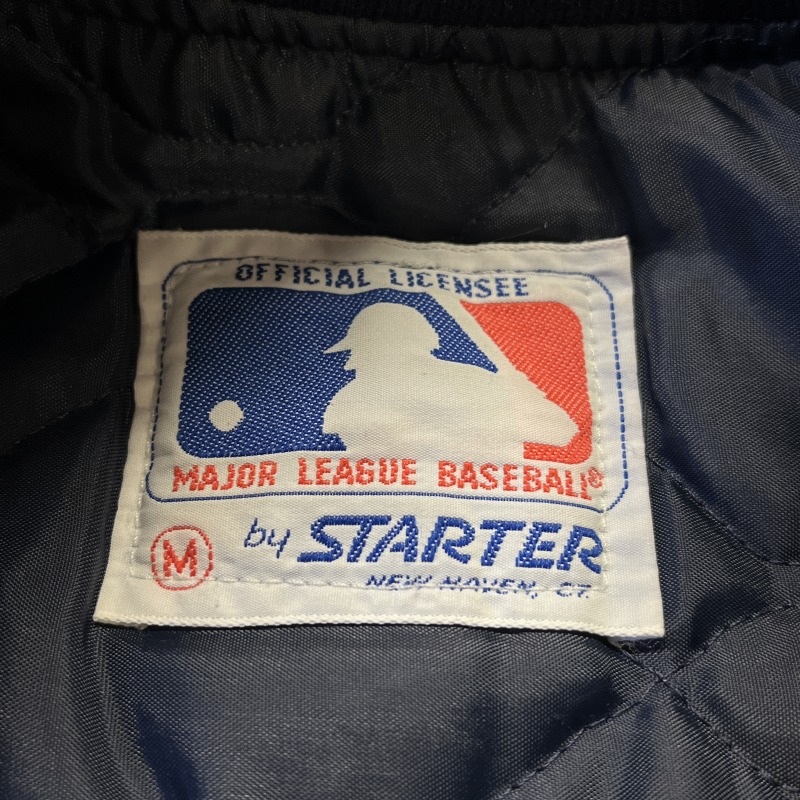 OFFICIAL LICENSEE
MAJOR LEAGUE BASEBALL®
M
by STARTER
NEW HAVEN, CT.